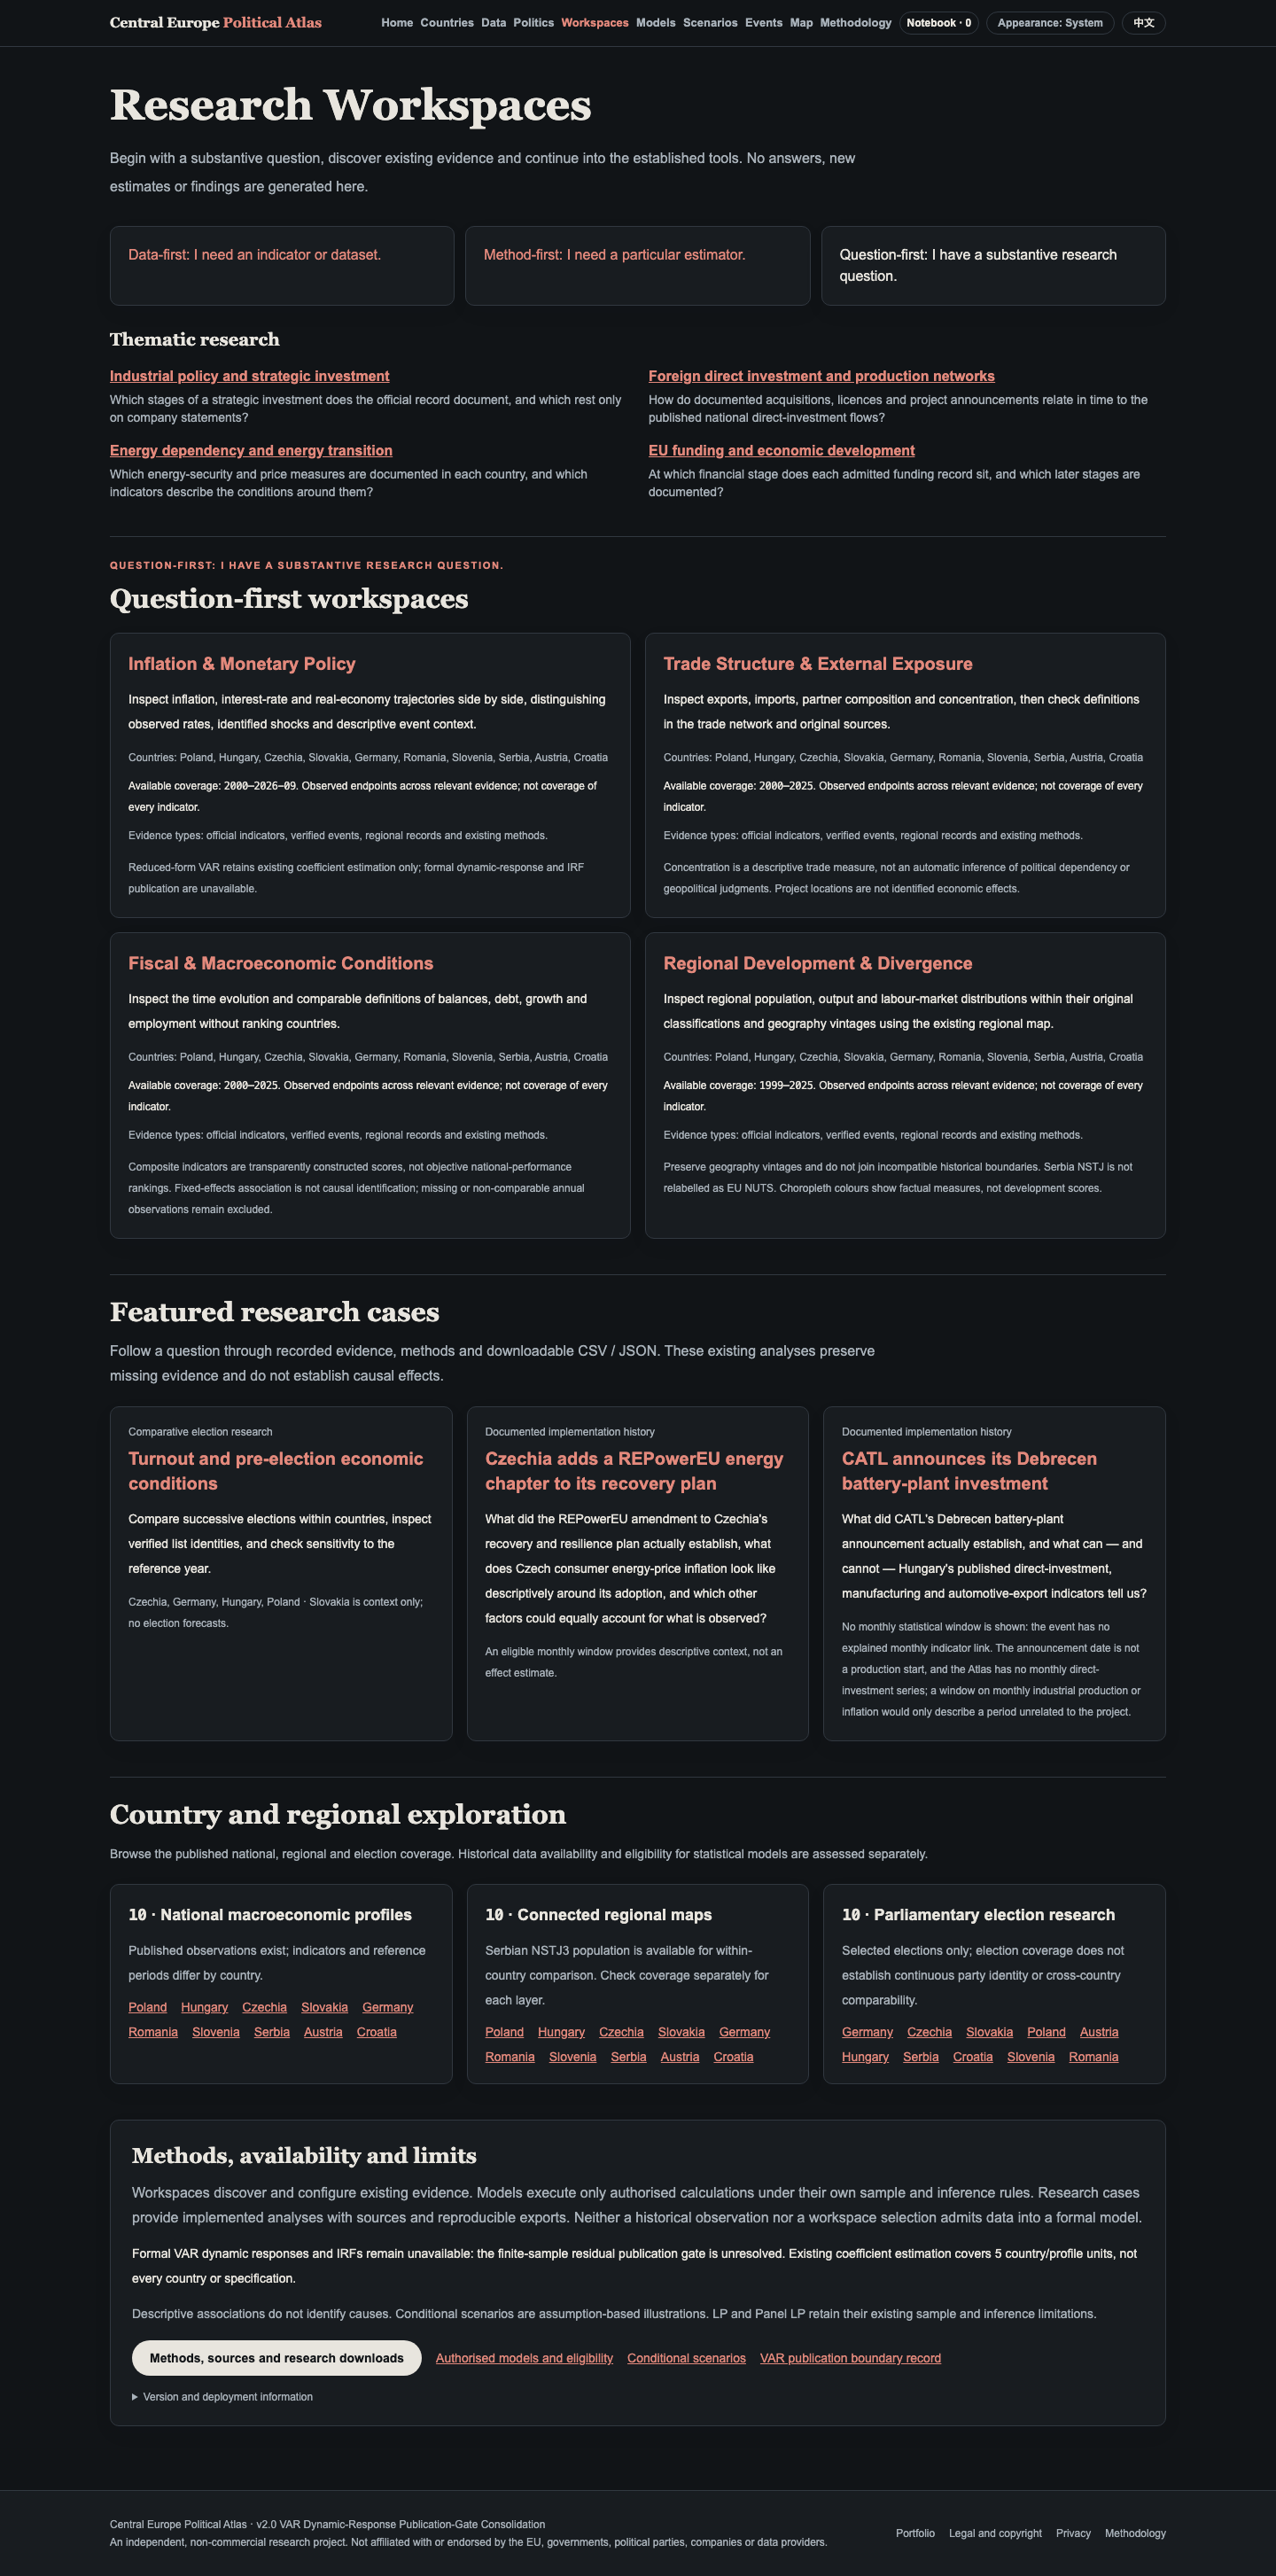 Central Europe Political Atlas
Home Countries Data Politics Workspaces Models Scenarios Events Map Methodology Notebook · 0 Appearance: System 中文
Research Workspaces
Begin with a substantive question, discover existing evidence and continue into the established tools. No answers, new
estimates or findings are generated here.
Data-first: I need an indicator or dataset.
Method-first: I need a particular estimator.
Question-first: I have a substantive research
question.
Thematic research
Industrial policy and strategic investment
Which stages of a strategic investment does the official record document, and which rest only
on company statements?
Foreign direct investment and production networks
How do documented acquisitions, licences and project announcements relate in time to the
published national direct-investment flows?
Energy dependency and energy transition
Which energy-security and price measures are documented in each country, and which
indicators describe the conditions around them?
EU funding and economic development
At which financial stage does each admitted funding record sit, and which later stages are
documented?
QUESTION-FIRST: I HAVE A SUBSTANTIVE RESEARCH QUESTION.
Question-first workspaces
Inflation & Monetary Policy
Inspect inflation, interest-rate and real-economy trajectories side by side, distinguishing
observed rates, identified shocks and descriptive event context.
Countries: Poland, Hungary, Czechia, Slovakia, Germany, Romania, Slovenia, Serbia, Austria, Croatia
Available coverage: 2000–2026-09. Observed endpoints across relevant evidence; not coverage of
every indicator.
Evidence types: official indicators, verified events, regional records and existing methods.
Reduced-form VAR retains existing coefficient estimation only; formal dynamic-response and IRF
publication are unavailable.
Trade Structure & External Exposure
Inspect exports, imports, partner composition and concentration, then check definitions
in the trade network and original sources.
Countries: Poland, Hungary, Czechia, Slovakia, Germany, Romania, Slovenia, Serbia, Austria, Croatia
Available coverage: 2000–2025. Observed endpoints across relevant evidence; not coverage of every
indicator.
Evidence types: official indicators, verified events, regional records and existing methods.
Concentration is a descriptive trade measure, not an automatic inference of political dependency or
geopolitical judgments. Project locations are not identified economic effects.
Fiscal & Macroeconomic Conditions
Inspect the time evolution and comparable definitions of balances, debt, growth and
employment without ranking countries.
Countries: Poland, Hungary, Czechia, Slovakia, Germany, Romania, Slovenia, Serbia, Austria, Croatia
Available coverage: 2000–2025. Observed endpoints across relevant evidence; not coverage of every
indicator.
Evidence types: official indicators, verified events, regional records and existing methods.
Composite indicators are transparently constructed scores, not objective national-performance
rankings. Fixed-effects association is not causal identification; missing or non-comparable annual
observations remain excluded.
Regional Development & Divergence
Inspect regional population, output and labour-market distributions within their original
classifications and geography vintages using the existing regional map.
Countries: Poland, Hungary, Czechia, Slovakia, Germany, Romania, Slovenia, Serbia, Austria, Croatia
Available coverage: 1999–2025. Observed endpoints across relevant evidence; not coverage of every
indicator.
Evidence types: official indicators, verified events, regional records and existing methods.
Preserve geography vintages and do not join incompatible historical boundaries. Serbia NSTJ is not
relabelled as EU NUTS. Choropleth colours show factual measures, not development scores.
Featured research cases
Follow a question through recorded evidence, methods and downloadable CSV / JSON. These existing analyses preserve
missing evidence and do not establish causal effects.
Comparative election research
Turnout and pre-election economic
conditions
Compare successive elections within countries, inspect
verified list identities, and check sensitivity to the
reference year.
Czechia, Germany, Hungary, Poland · Slovakia is context only;
no election forecasts.
Documented implementation history
Czechia adds a REPowerEU energy
chapter to its recovery plan
What did the REPowerEU amendment to Czechia's
recovery and resilience plan actually establish, what
does Czech consumer energy-price inflation look like
descriptively around its adoption, and which other
factors could equally account for what is observed?
An eligible monthly window provides descriptive context, not an
effect estimate.
Documented implementation history
CATL announces its Debrecen
battery-plant investment
What did CATL's Debrecen battery-plant
announcement actually establish, and what can — and
cannot — Hungary's published direct-investment,
manufacturing and automotive-export indicators tell us?
No monthly statistical window is shown: the event has no
explained monthly indicator link. The announcement date is not
a production start, and the Atlas has no monthly direct-
investment series; a window on monthly industrial production or
inflation would only describe a period unrelated to the project.
Country and regional exploration
Browse the published national, regional and election coverage. Historical data availability and eligibility for statistical models are assessed separately.
10 · National macroeconomic profiles
Published observations exist; indicators and reference
periods differ by country.
Poland Hungary Czechia Slovakia Germany
Romania Slovenia Serbia Austria Croatia
10 · Connected regional maps
Serbian NSTJ3 population is available for within-
country comparison. Check coverage separately for
each layer.
Poland Hungary Czechia Slovakia Germany
Romania Slovenia Serbia Austria Croatia
10 · Parliamentary election research
Selected elections only; election coverage does not
establish continuous party identity or cross-country
comparability.
Germany Czechia Slovakia Poland Austria
Hungary Serbia Croatia Slovenia Romania
Methods, availability and limits
Workspaces discover and configure existing evidence. Models execute only authorised calculations under their own sample and inference rules. Research cases
provide implemented analyses with sources and reproducible exports. Neither a historical observation nor a workspace selection admits data into a formal model.
Formal VAR dynamic responses and IRFs remain unavailable: the finite-sample residual publication gate is unresolved. Existing coefficient estimation covers 5 country/profile units, not
every country or specification.
Descriptive associations do not identify causes. Conditional scenarios are assumption-based illustrations. LP and Panel LP retain their existing sample and inference limitations.
Methods, sources and research downloads Authorised models and eligibility Conditional scenarios VAR publication boundary record
▶ Version and deployment information
Central Europe Political Atlas · v2.0 VAR Dynamic-Response Publication-Gate Consolidation
An independent, non-commercial research project. Not affiliated with or endorsed by the EU, governments, political parties, companies or data providers.
Portfolio Legal and copyright Privacy Methodology